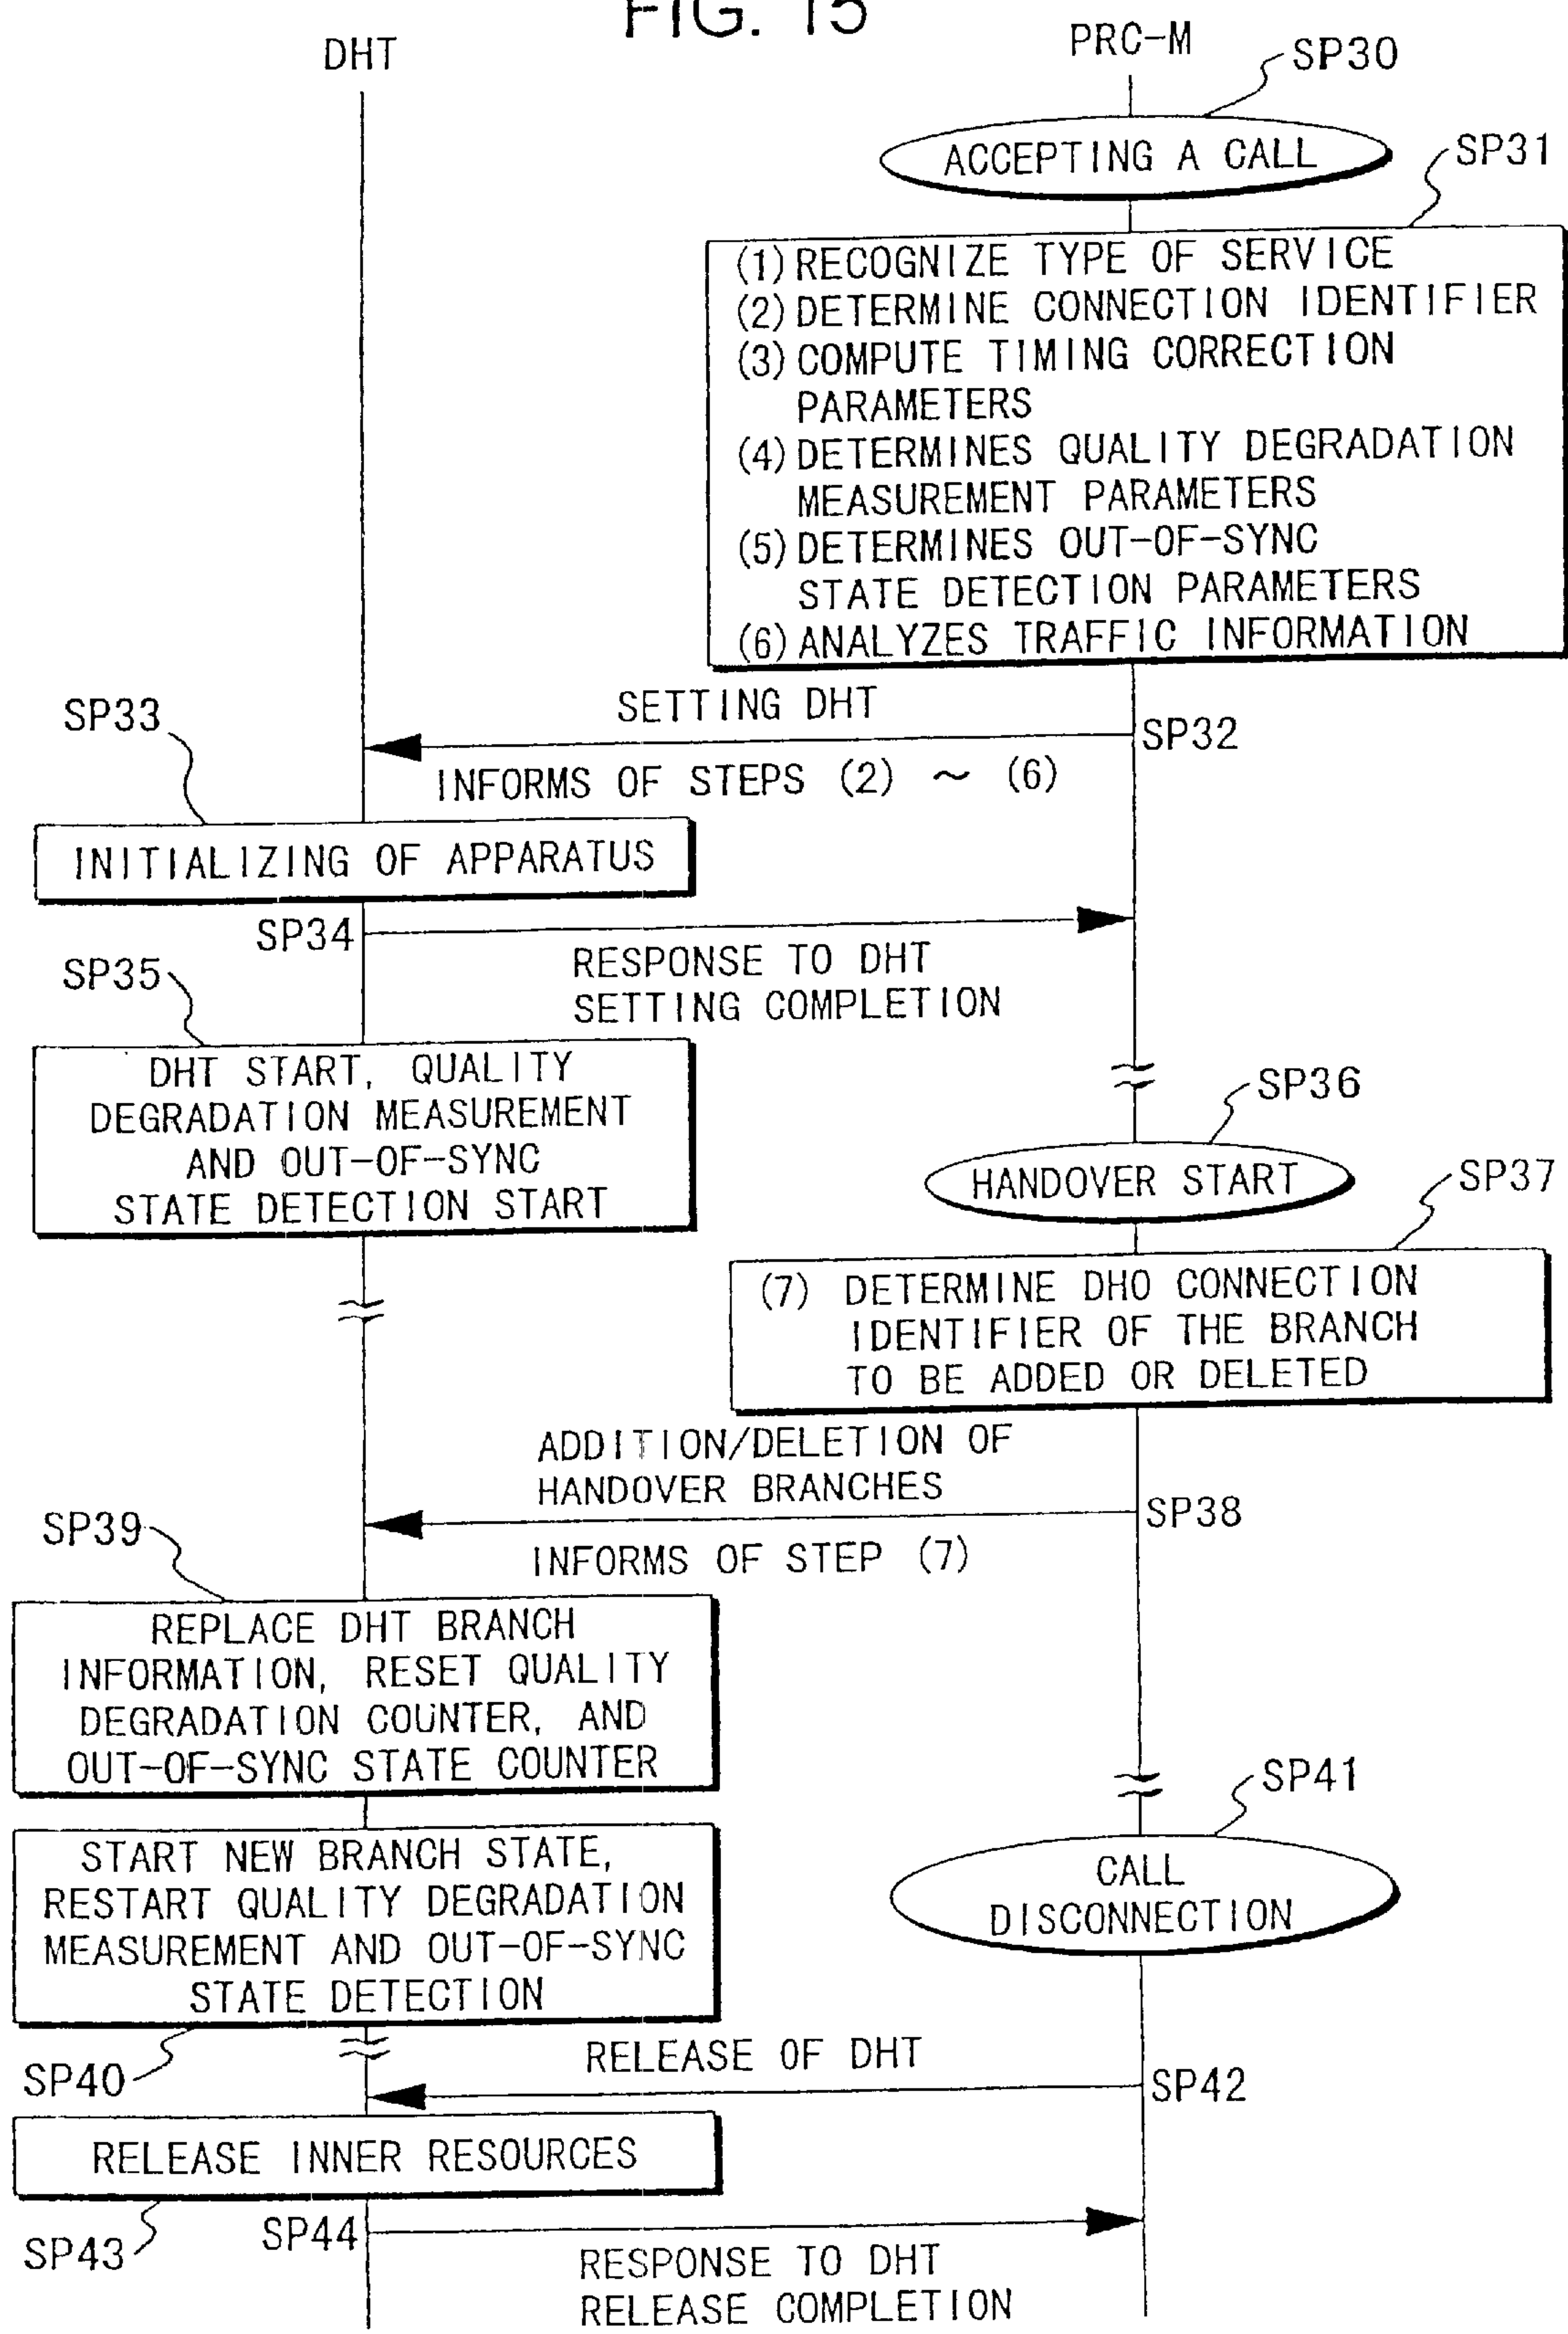 FIG. 15
DHT
PRC-M
SP30
ACCEPTING A CALL
SP31
(1) RECOGNIZE TYPE OF SERVICE
(2) DETERMINE CONNECTION IDENTIFIER
(3) COMPUTE TIMING CORRECTION
PARAMETERS
(4) DETERMINES QUALITY DEGRADATION
MEASUREMENT PARAMETERS
(5) DETERMINES OUT-OF-SYNC
STATE DETECTION PARAMETERS
(6) ANALYZES TRAFFIC INFORMATION
SETTING DHT
SP32
INFORMS OF STEPS (2) ~ (6)
SP33
INITIALIZING OF APPARATUS
SP34
RESPONSE TO DHT
SETTING COMPLETION
SP35
DHT START, QUALITY
DEGRADATION MEASUREMENT
AND OUT-OF-SYNC
STATE DETECTION START
SP36
HANDOVER START
SP37
(7) DETERMINE DHO CONNECTION
IDENTIFIER OF THE BRANCH
TO BE ADDED OR DELETED
ADDITION/DELETION OF
HANDOVER BRANCHES
SP38
INFORMS OF STEP (7)
SP39
REPLACE DHT BRANCH
INFORMATION, RESET QUALITY
DEGRADATION COUNTER, AND
OUT-OF-SYNC STATE COUNTER
START NEW BRANCH STATE,
RESTART QUALITY DEGRADATION
MEASUREMENT AND OUT-OF-SYNC
STATE DETECTION
SP40
SP41
CALL
DISCONNECTION
RELEASE OF DHT
SP42
RELEASE INNER RESOURCES
SP43
SP44
RESPONSE TO DHT
RELEASE COMPLETION